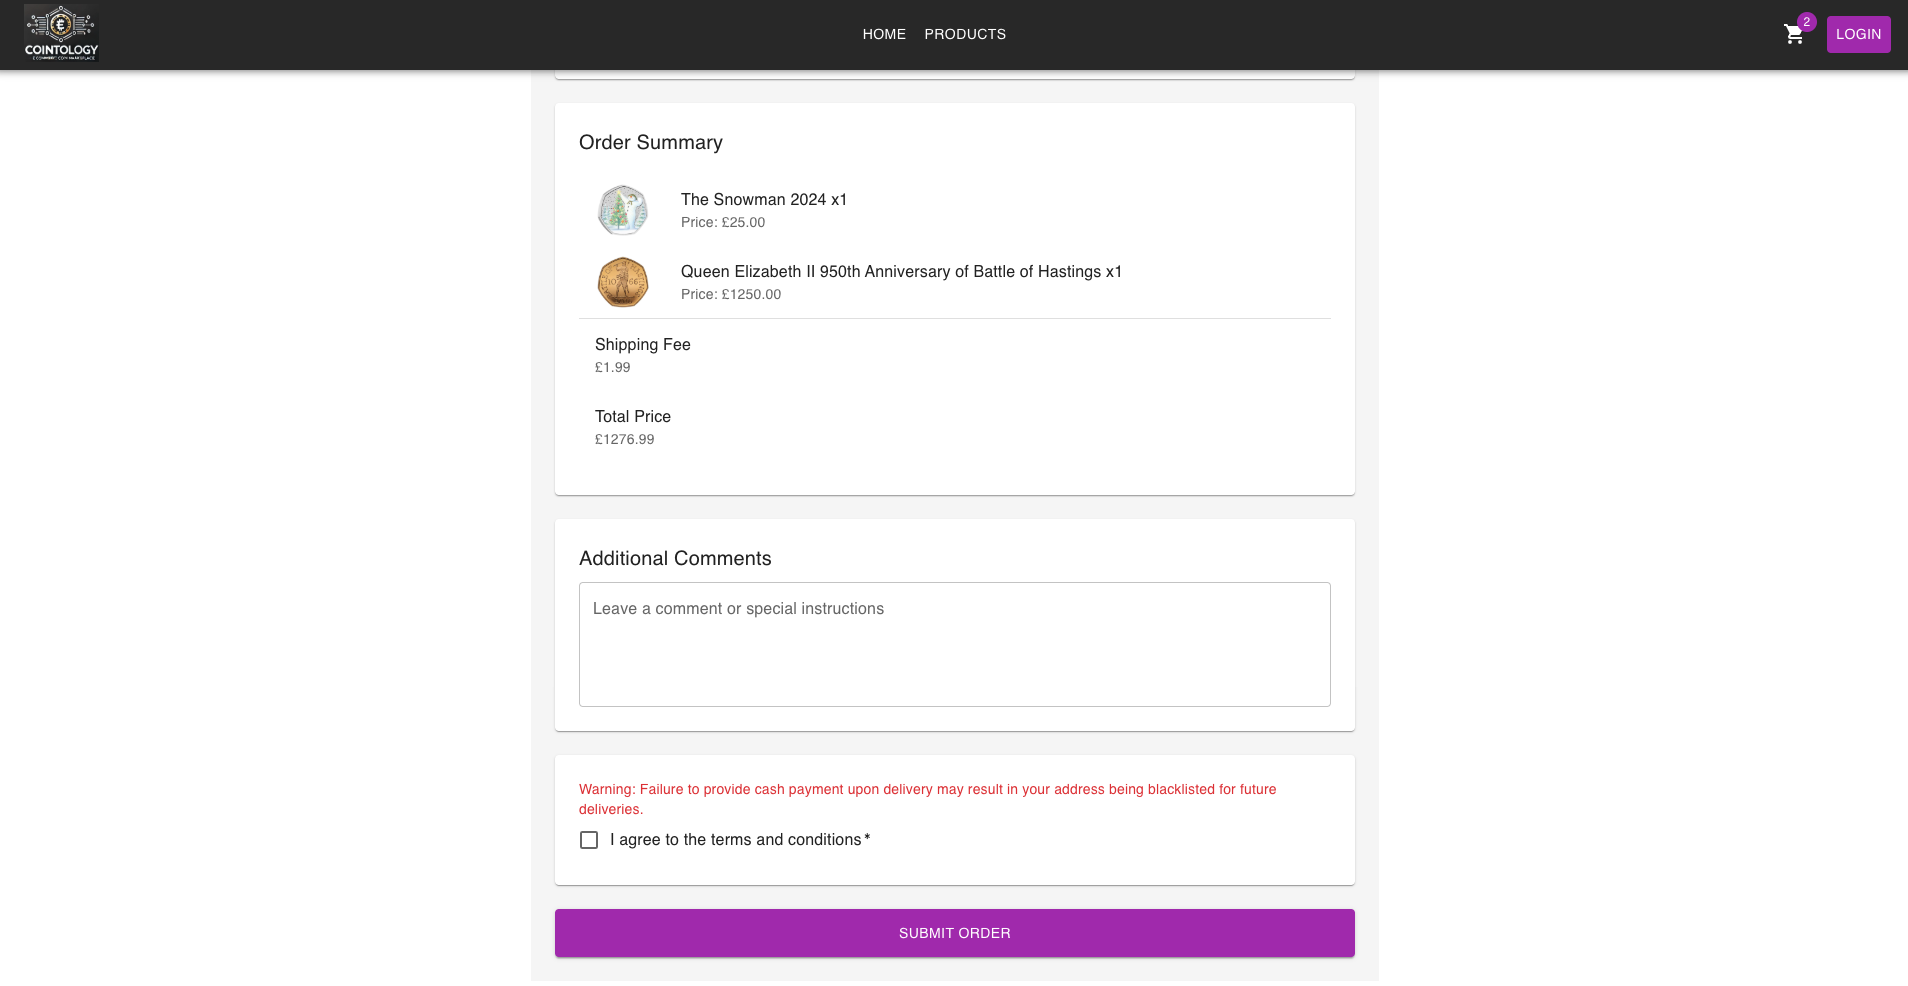 COINTOLOGY
HOME PRODUCTS
2
LOGIN
Order Summary
The Snowman 2024 x1
Price: £25.00
Queen Elizabeth II 950th Anniversary of Battle of Hastings x1
Price: £1250.00
Shipping Fee
£1.99
Total Price
£1276.99
Additional Comments
Leave a comment or special instructions
Warning: Failure to provide cash payment upon delivery may result in your address being blacklisted for future
deliveries.
I agree to the terms and conditions *
SUBMIT ORDER